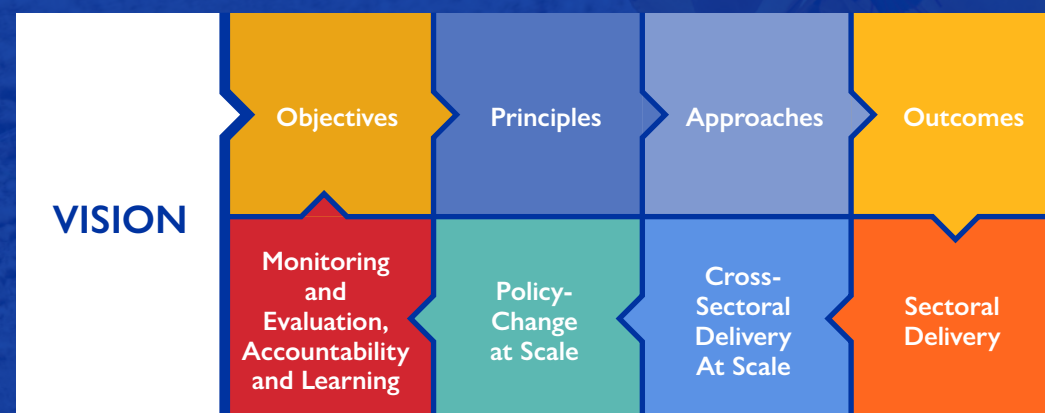 VISION
Objectives
Principles
Approaches
Outcomes
Monitoring
and
Evaluation,
Accountability
and Learning
Policy-
Change
at Scale
Cross-
Sectoral
Delivery
At Scale
Sectoral
Delivery